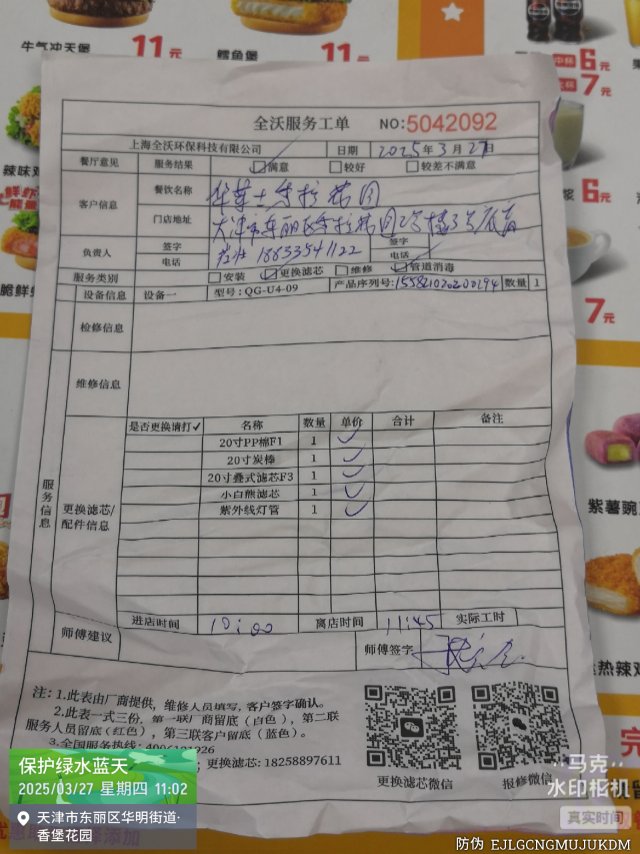 牛气冲天堡 11元
鳕鱼堡 11元
6元
7元
6元
7元
全沃服务工单 NO:5042092
上海全沃环保科技有限公司 日期 2025年3月27日
餐厅意见 服务结果 满意 较好 较差不满意
客户信息 餐饮名称
门店地址 天津市东丽区
负责人 签字 签字
电话 18633541122 电话
服务类别 安装 更换滤芯 维修 管道消毒
设备信息 设备一 型号:QG-U4-09 产品序列号: 数量 1
检修信息
维修信息
服务信息
更换滤芯/配件信息
是否更换请打✓ 名称 数量 单价 合计 备注
20寸PP棉F1 1 ✓
20寸炭棒 1 ✓
20寸叠式滤芯F3 1 ✓
小白熊滤芯 1 ✓
紫外线灯管 1 ✓
师傅建议 进店时间 10:00 离店时间 11:45 实际工时
师傅签字
注:1.此表由厂商提供,维修人员填写,客户签字确认。
2.此表一式三份,第一联厂商留底(白色),第二联
服务人员留底(红色),第三联客户留底(蓝色)。
3.全国服务热线:
更换滤芯:18258897611
更换滤芯微信 报修微信
保护绿水蓝天
2025/03/27 星期四 11:02
天津市东丽区华明街道·
香堡花园
马克
水印相机
真实时间
防伪 EJLGCNGMUJUKDM